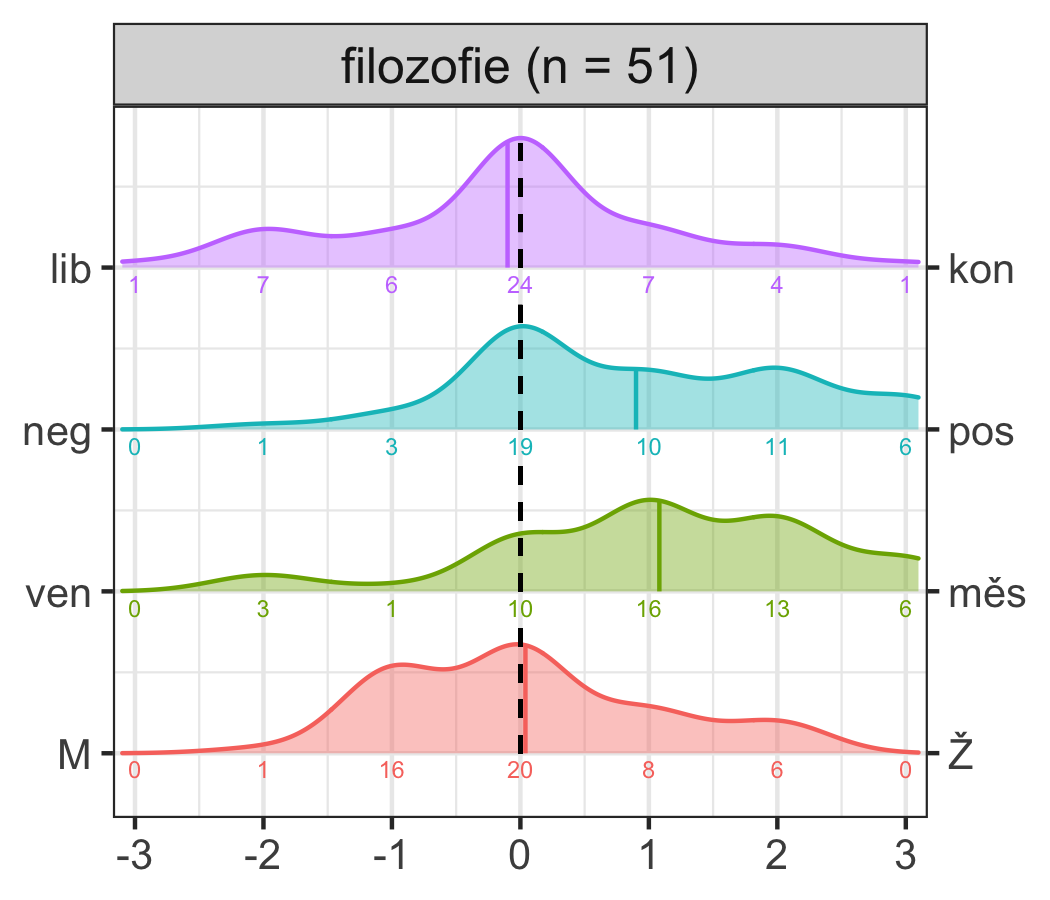 filozofie (n = 51)
lib kon
1 7 6 24 7 4 1
neg pos
0 1 3 19 10 11 6
ven měs
0 3 1 10 16 13 6
M Ž
0 1 16 20 8 6 0
-3 -2 -1 0 1 2 3